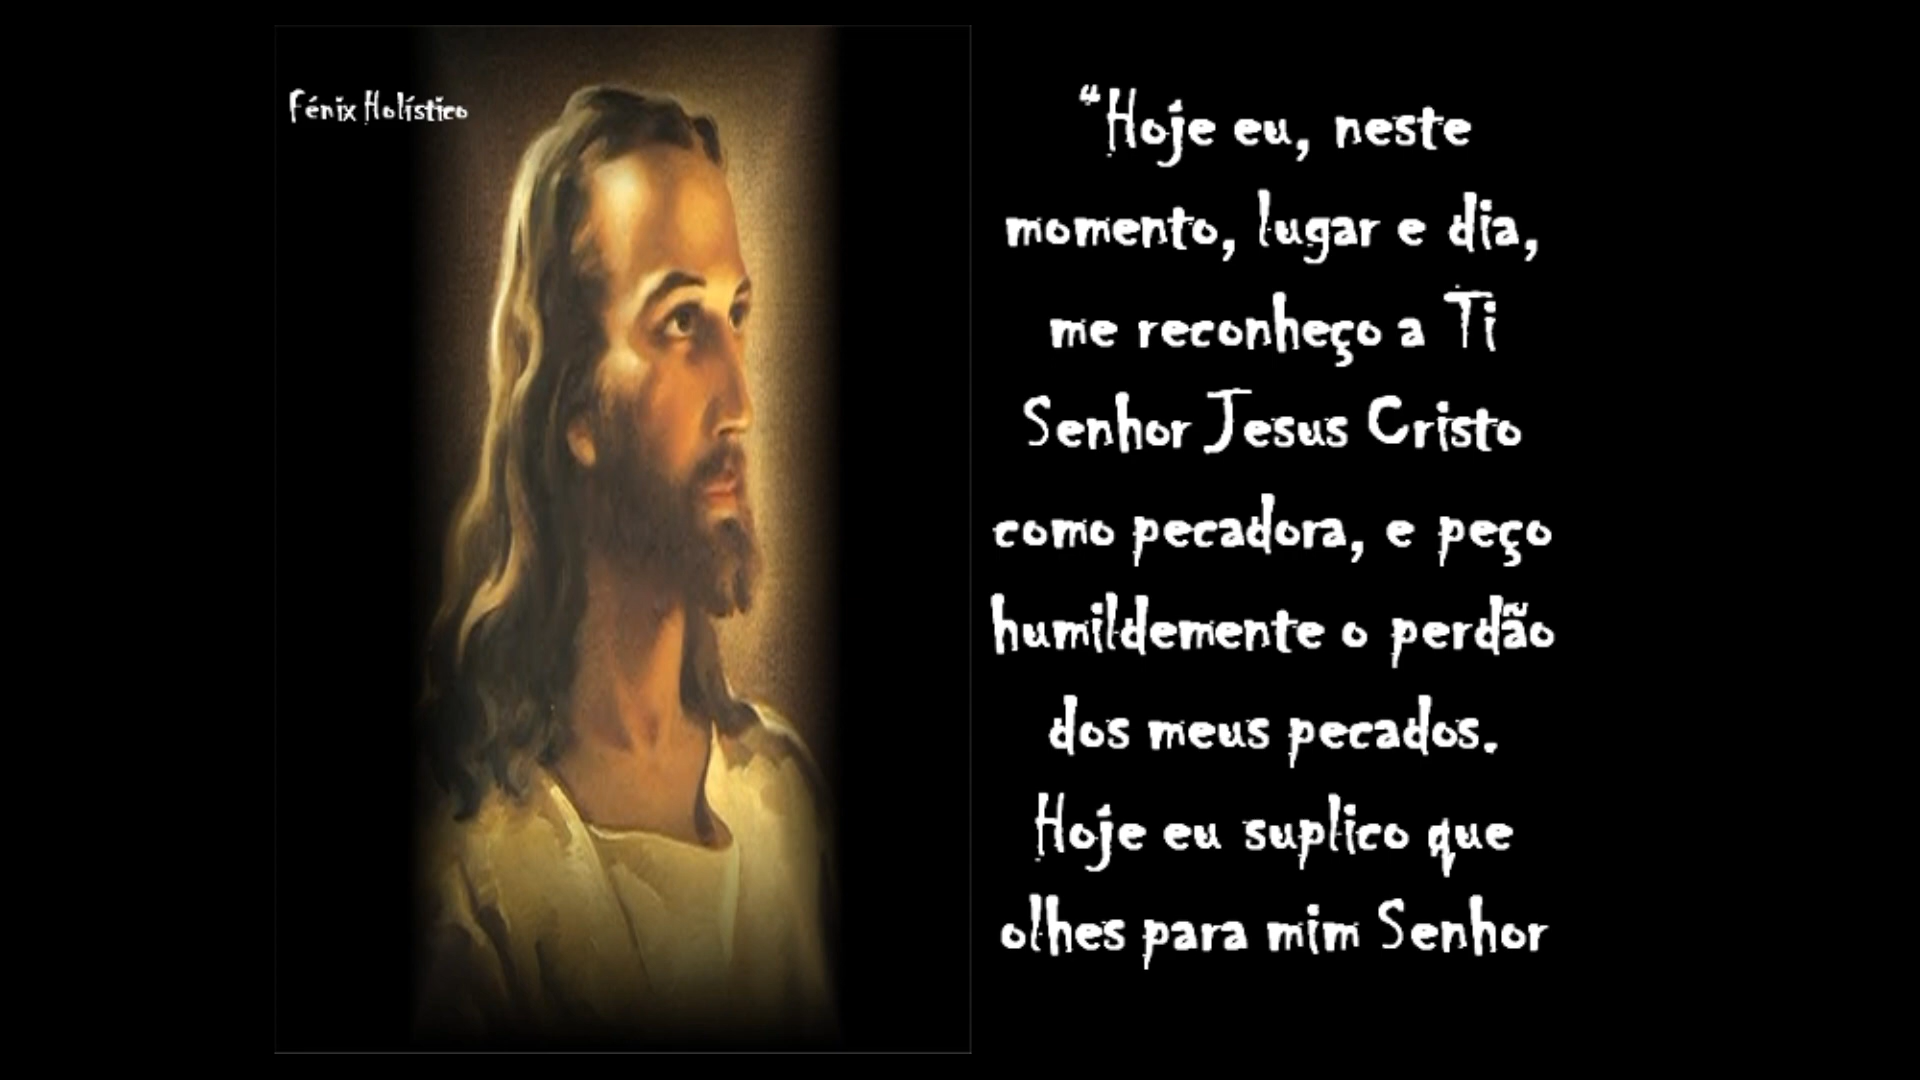 Fénix Holístico
“Hoje eu, neste
momento, lugar e dia,
me reconheço a Ti
Senhor Jesus Cristo
como pecadora, e peço
humildemente o perdão
dos meus pecados.
Hoje eu suplico que
olhes para mim Senhor